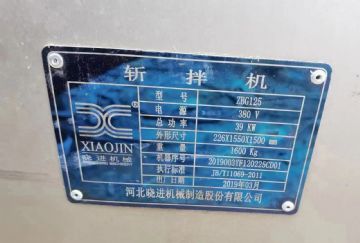 斩拌机
型号 ZBG125
电源 380 V
功率 39 KW
外形尺寸 226X1550X1500 mm
重量 1600 Kg
机器序号
执行标准 JB/T11069-2011
出厂日期 2019年03月
XIAOJIN
®
晓进机械
河北晓进机械制造股份有限公司